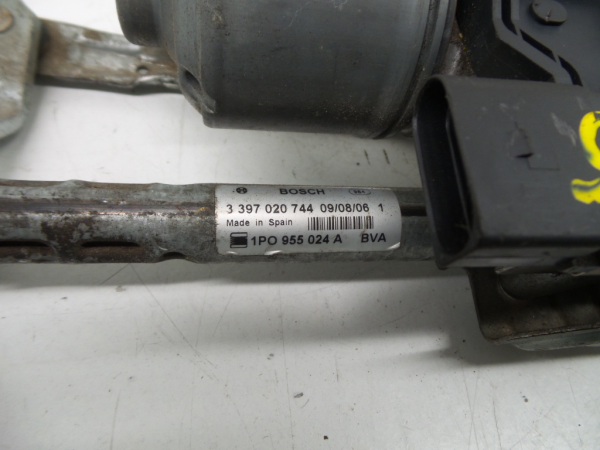 BOSCH
3 397 020 744 09/08/06 1
Made in Spain
1PO 955 024 A BVA